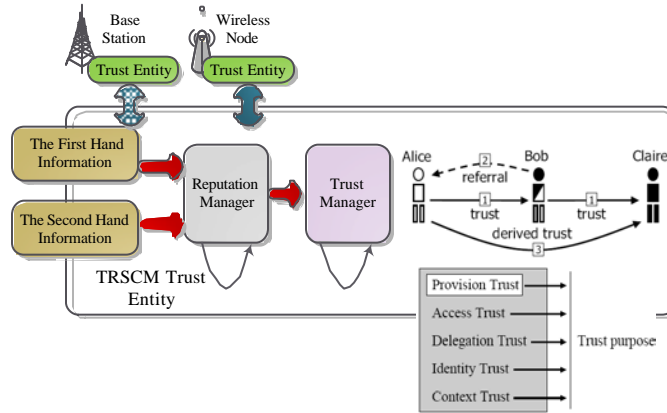 Base
Station
Wireless
Node
Trust Entity
Trust Entity
The First Hand
Information
The Second Hand
Information
Reputation
Manager
Trust
Manager
TRSCM Trust
Entity
Alice
Bob
Claire
2
referral
1
trust
1
trust
derived trust
3
Provision Trust
Access Trust
Delegation Trust
Identity Trust
Context Trust
Trust purpose